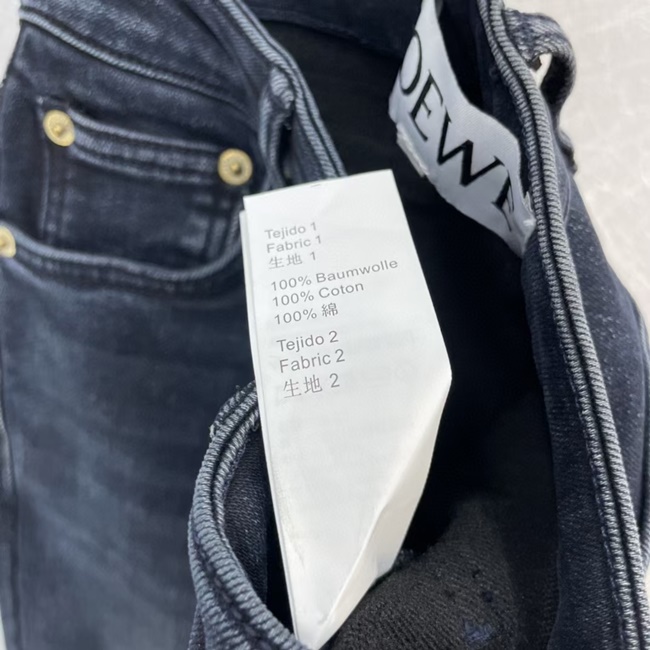 LOEWE
Tejido 1
Fabric 1
生地 1
100% Baumwolle
100% Coton
100% 綿
Tejido 2
Fabric 2
生地 2